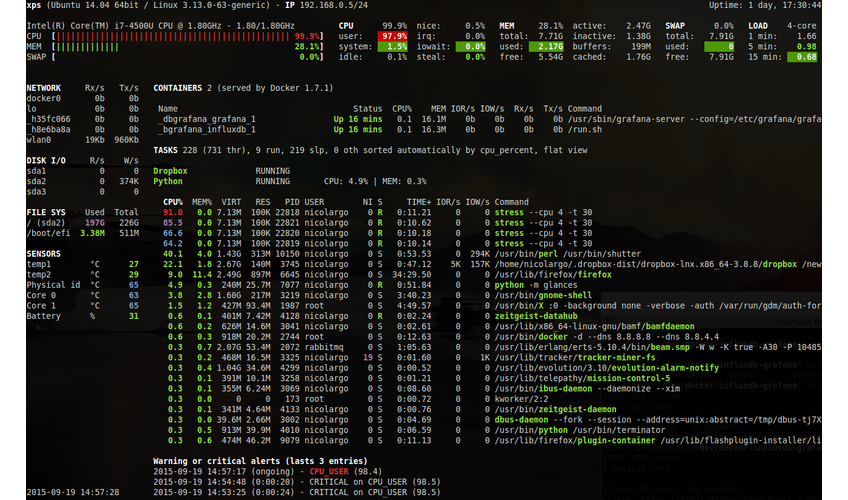 xps (Ubuntu 14.04 64bit / Linux 3.13.0-63-generic) - IP 192.168.0.5/24 Uptime: 1 day, 17:30:44
Intel(R) Core(TM) i7-4500U CPU @ 1.80GHz - 1.80/1.80GHz CPU 99.9% nice: 0.5% MEM 28.1% active: 2.47G SWAP 0.0% LOAD 4-core
CPU [|||||||||||||||||||||||||||||||||||||||||||||||| 99.9%] user: 97.9% irq: 0.0% total: 7.71G inactive: 1.38G total: 7.91G 1 min: 1.66
MEM [||||||||||||| 28.1%] system: 1.5% iowait: 0.0% used: 2.17G buffers: 199M used: 0 5 min: 0.98
SWAP [ 0.0%] idle: 0.1% steal: 0.0% free: 5.54G cached: 1.76G free: 7.91G 15 min: 0.68
NETWORK Rx/s Tx/s CONTAINERS 2 (served by Docker 1.7.1)
docker0 0b 0b
lo 0b 0b Name Status CPU% MEM IOR/s IOW/s Rx/s Tx/s Command
_h35fc066 0b 0b _dbgrafana_grafana_1 Up 16 mins 0.1 16.1M 0b 0b 0b 0b /usr/sbin/grafana-server --config=/etc/grafana/grafa
_h8e6ba8a 0b 0b _bgrafana_influxdb_1 Up 16 mins 0.1 16.3M 0b 0b 0b 0b /run.sh
wlan0 19Kb 960Kb
TASKS 228 (731 thr), 9 run, 219 slp, 0 oth sorted automatically by cpu_percent, flat view
DISK I/O R/s W/s
sda1 0 0 Dropbox RUNNING
sda2 0 374K Python RUNNING CPU: 4.9% | MEM: 0.3%
sda3 0 0
CPU% MEM% VIRT RES PID USER NI S TIME+ IOR/s IOW/s Command
FILE SYS Used Total 91.0 0.0 7.13M 100K 22818 nicolargo 0 R 0:11.21 0 0 stress --cpu 4 -t 30
/ (sda2) 197G 226G 85.5 0.0 7.13M 100K 22821 nicolargo 0 R 0:10.62 0 0 stress --cpu 4 -t 30
/boot/efi 3.38M 511M 66.6 0.0 7.13M 100K 22820 nicolargo 0 R 0:10.18 0 0 stress --cpu 4 -t 30
64.2 0.0 7.13M 100K 22819 nicolargo 0 R 0:10.14 0 0 stress --cpu 4 -t 30
SENSORS 40.1 4.0 1.43G 313M 10150 nicolargo 0 S 0:53.53 0 294K /usr/bin/perl /usr/bin/shutter
temp1 °C 27 22.1 1.8 2.67G 140M 3745 nicolargo 0 S 0:47.12 5K 157K /home/nicolargo/.dropbox-dist/dropbox-lnx.x86_64-3.8.8/dropbox /new
temp2 °C 29 9.0 11.4 2.49G 897M 6645 nicolargo 0 S 34:29.50 0 0 /usr/lib/firefox/firefox
Physical id °C 65 4.9 0.3 240M 25.7M 7077 nicolargo 0 R 0:51.84 0 0 python -m glances
Core 0 °C 63 3.8 2.8 1.60G 217M 3219 nicolargo 0 S 3:40.23 0 0 /usr/bin/gnome-shell
Core 1 °C 65 1.5 1.2 427M 93.4M 1987 root 0 S 4:49.57 0 0 /usr/bin/X :0 -background none -verbose -auth /var/run/gdm/auth-for
Battery % 31 0.6 0.1 401M 7.42M 4128 nicolargo 0 R 0:02.24 0 0 zeitgeist-datahub
0.6 0.2 626M 14.6M 3041 nicolargo 0 S 0:02.61 0 0 /usr/lib/x86_64-linux-gnu/bamf/bamfdaemon
0.6 0.3 918M 20.2M 2744 root 0 S 0:12.63 0 0 /usr/bin/docker -d --dns 8.8.8.8 --dns 8.8.4.4
0.3 0.7 2.07G 53.4M 2072 rabbitmq 0 S 1:05.63 0 0 /usr/lib/erlang/erts-5.10.4/bin/beam.smp -W w -K true -A30 -P 10485
0.3 0.2 468M 16.5M 3325 nicolargo 19 S 0:01.60 0 1K /usr/lib/tracker/tracker-miner-fs
0.3 0.4 1.04G 34.6M 4299 nicolargo 0 S 0:00.52 0 0 /usr/lib/evolution/3.10/evolution-alarm-notify
0.3 0.1 391M 10.1M 3258 nicolargo 0 S 0:01.21 0 0 /usr/lib/telepathy/mission-control-5
0.3 0.1 355M 6.24M 3069 nicolargo 0 S 0:08.60 0 0 /usr/bin/ibus-daemon --daemonize --xim
0.3 0.0 0 0 173 root 0 S 0:00.72 0 0 kworker/2:2
0.3 0.1 341M 4.64M 4133 nicolargo 0 S 0:00.76 0 0 /usr/bin/zeitgeist-daemon
0.3 0.0 39.6M 2.66M 3002 nicolargo 0 S 0:04.69 0 0 dbus-daemon --fork --session --address=unix:abstract=/tmp/dbus-tj7X
0.3 0.5 913M 39.9M 4010 nicolargo 0 S 0:06.59 0 0 /usr/bin/python /usr/bin/terminator
0.3 0.6 474M 46.2M 9079 nicolargo 0 S 0:11.13 0 0 /usr/lib/firefox/plugin-container /usr/lib/flashplugin-installer/li
Warning or critical alerts (lasts 3 entries)
2015-09-19 14:57:17 (ongoing) - CPU_USER (98.4)
2015-09-19 14:54:48 (0:00:20) - CRITICAL on CPU_USER (98.5)
2015-09-19 14:57:28 2015-09-19 14:53:25 (0:00:24) - CRITICAL on CPU_USER (98.5)